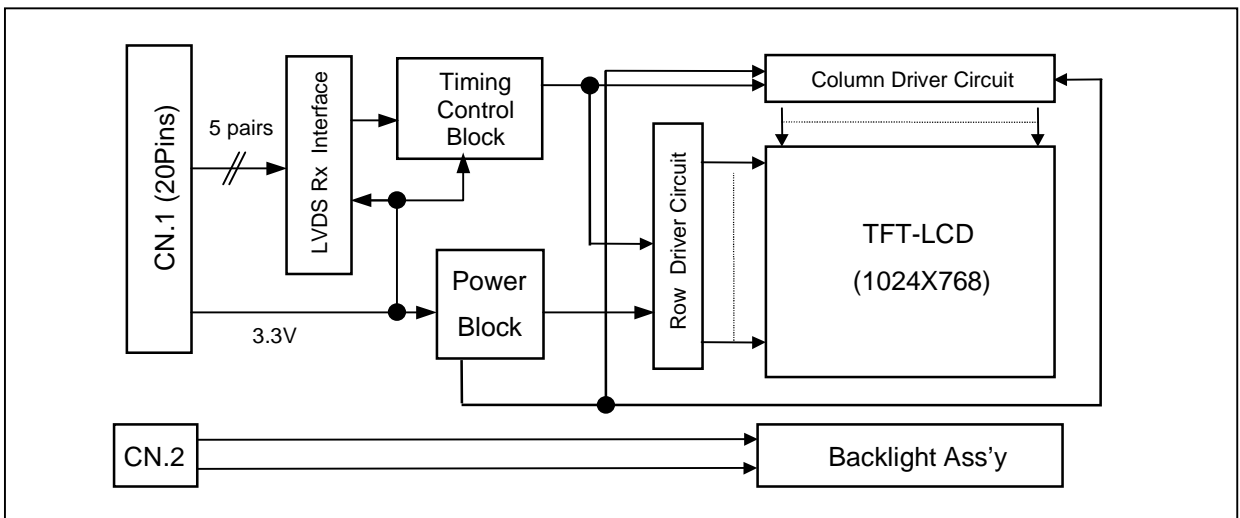 CN.1 (20Pins)
5 pairs
3.3V
LVDS Rx Interface
Timing
Control
Block
Power
Block
Row Driver Circuit
Column Driver Circuit
TFT-LCD
(1024X768)
CN.2
Backlight Ass'y